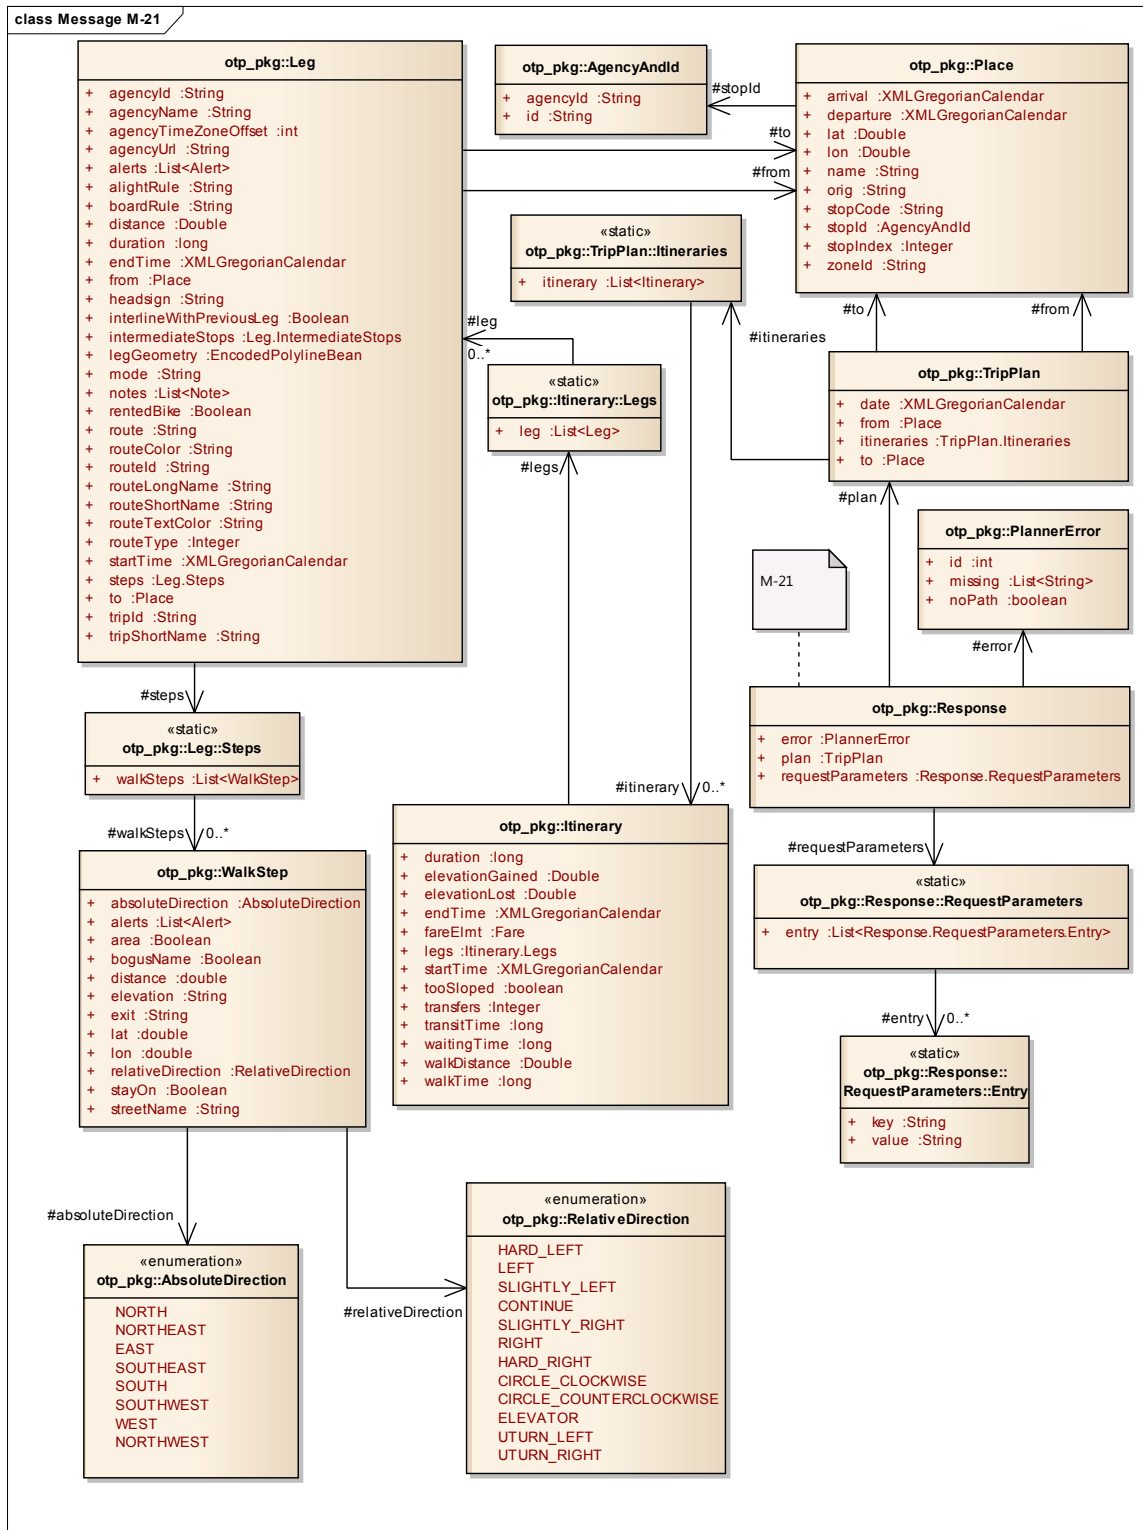 class Message M-21
otp_pkg::Leg
+ agencyId :String
+ agencyName :String
+ agencyTimeZoneOffset :int
+ agencyUrl :String
+ alerts :List<Alert>
+ alightRule :String
+ boardRule :String
+ distance :Double
+ duration :long
+ endTime :XMLGregorianCalendar
+ from :Place
+ headsign :String
+ interlineWithPreviousLeg :Boolean
+ intermediateStops :Leg.IntermediateStops
+ legGeometry :EncodedPolylineBean
+ mode :String
+ notes :List<Note>
+ rentedBike :Boolean
+ route :String
+ routeColor :String
+ routeId :String
+ routeLongName :String
+ routeShortName :String
+ routeTextColor :String
+ routeType :Integer
+ startTime :XMLGregorianCalendar
+ steps :Leg.Steps
+ to :Place
+ tripId :String
+ tripShortName :String
otp_pkg::AgencyAndId
+ agencyId :String
+ id :String
#stopId
#to
#from
otp_pkg::Place
+ arrival :XMLGregorianCalendar
+ departure :XMLGregorianCalendar
+ lat :Double
+ lon :Double
+ name :String
+ orig :String
+ stopCode :String
+ stopId :AgencyAndId
+ stopIndex :Integer
+ zoneId :String
«static»
otp_pkg::TripPlan::Itineraries
+ itinerary :List<Itinerary>
#leg
0..*
#itineraries
#to
#from
«static»
otp_pkg::Itinerary::Legs
+ leg :List<Leg>
#legs
otp_pkg::TripPlan
+ date :XMLGregorianCalendar
+ from :Place
+ itineraries :TripPlan.Itineraries
+ to :Place
#plan
otp_pkg::PlannerError
+ id :int
+ missing :List<String>
+ noPath :boolean
M-21
#error
otp_pkg::Response
+ error :PlannerError
+ plan :TripPlan
+ requestParameters :Response.RequestParameters
#steps
«static»
otp_pkg::Leg::Steps
+ walkSteps :List<WalkStep>
#walkSteps
0..*
#itinerary
0..*
#requestParameters
otp_pkg::WalkStep
+ absoluteDirection :AbsoluteDirection
+ alerts :List<Alert>
+ area :Boolean
+ bogusName :Boolean
+ distance :double
+ elevation :String
+ exit :String
+ lat :double
+ lon :double
+ relativeDirection :RelativeDirection
+ stayOn :Boolean
+ streetName :String
otp_pkg::Itinerary
+ duration :long
+ elevationGained :Double
+ elevationLost :Double
+ endTime :XMLGregorianCalendar
+ fareElmt :Fare
+ legs :Itinerary.Legs
+ startTime :XMLGregorianCalendar
+ tooSloped :boolean
+ transfers :Integer
+ transitTime :long
+ waitingTime :long
+ walkDistance :Double
+ walkTime :long
«static»
otp_pkg::Response::RequestParameters
+ entry :List<Response.RequestParameters.Entry>
#entry
0..*
«static»
otp_pkg::Response::
RequestParameters::Entry
+ key :String
+ value :String
#absoluteDirection
#relativeDirection
«enumeration»
otp_pkg::AbsoluteDirection
NORTH
NORTHEAST
EAST
SOUTHEAST
SOUTH
SOUTHWEST
WEST
NORTHWEST
«enumeration»
otp_pkg::RelativeDirection
HARD_LEFT
LEFT
SLIGHTLY_LEFT
CONTINUE
SLIGHTLY_RIGHT
RIGHT
HARD_RIGHT
CIRCLE_CLOCKWISE
CIRCLE_COUNTERCLOCKWISE
ELEVATOR
UTURN_LEFT
UTURN_RIGHT